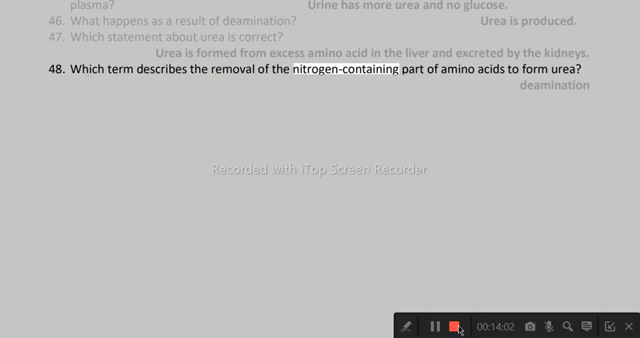 plasma? Urine has more urea and no glucose.
46. What happens as a result of deamination? Urea is produced.
47. Which statement about urea is correct?
Urea is formed from excess amino acid in the liver and excreted by the kidneys.
48. Which term describes the removal of the nitrogen-containing part of amino acids to form urea?
deamination
Recorded with iTop Screen Recorder
00:14:02